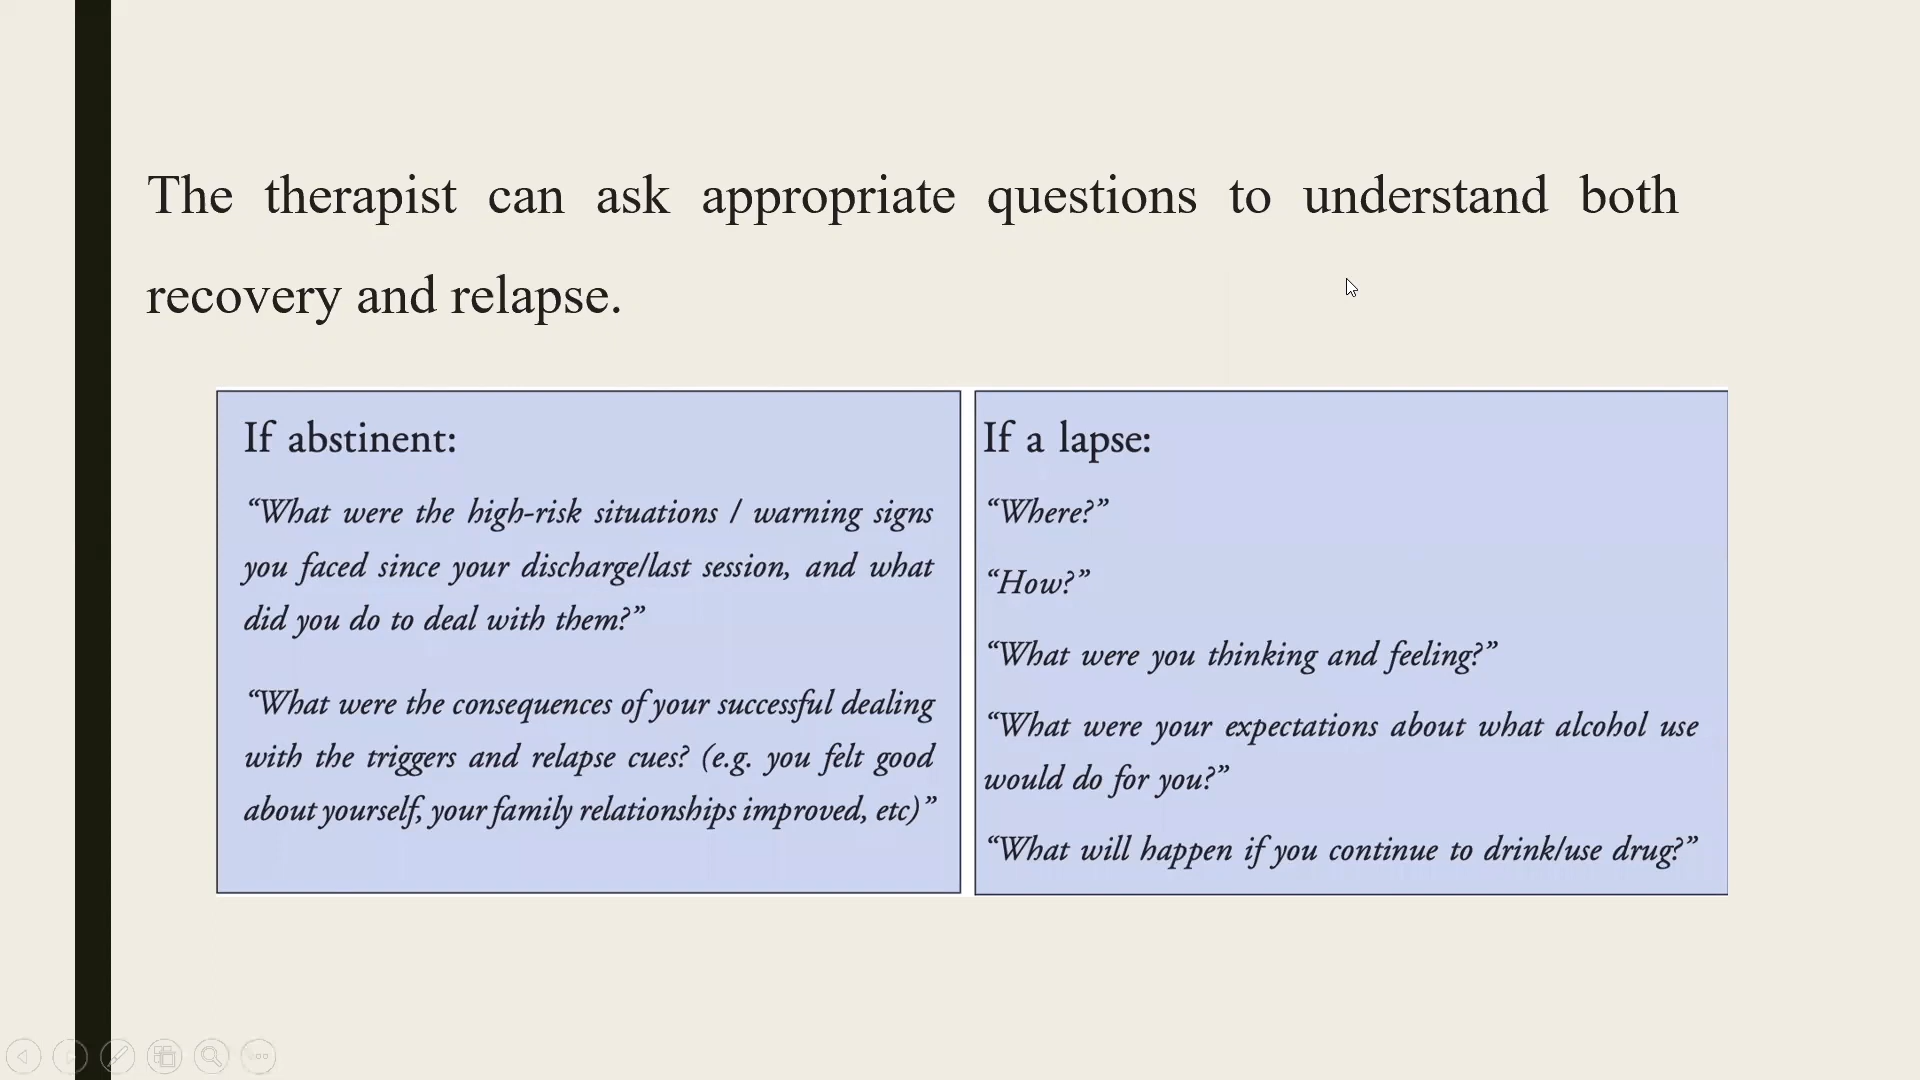 The therapist can ask appropriate questions to understand both
recovery and relapse.
If abstinent:
“What were the high-risk situations / warning signs
you faced since your discharge/last session, and what
did you do to deal with them?”
“What were the consequences of your successful dealing
with the triggers and relapse cues? (e.g. you felt good
about yourself, your family relationships improved, etc)”
If a lapse:
“Where?”
“How?”
“What were you thinking and feeling?”
“What were your expectations about what alcohol use
would do for you?”
“What will happen if you continue to drink/use drug?”